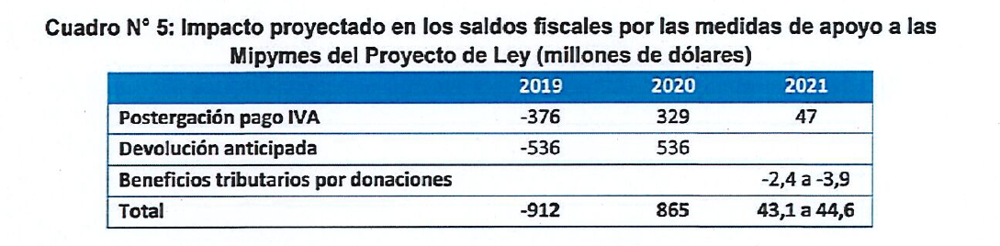 Cuadro N° 5: Impacto proyectado en los saldos fiscales por las medidas de apoyo a las
Mipymes del Proyecto de Ley (millones de dólares)
2019 2020 2021
Postergación pago IVA -376 329 47
Devolución anticipada -536 536
Beneficios tributarios por donaciones -2,4 a -3,9
Total -912 865 43,1 a 44,6